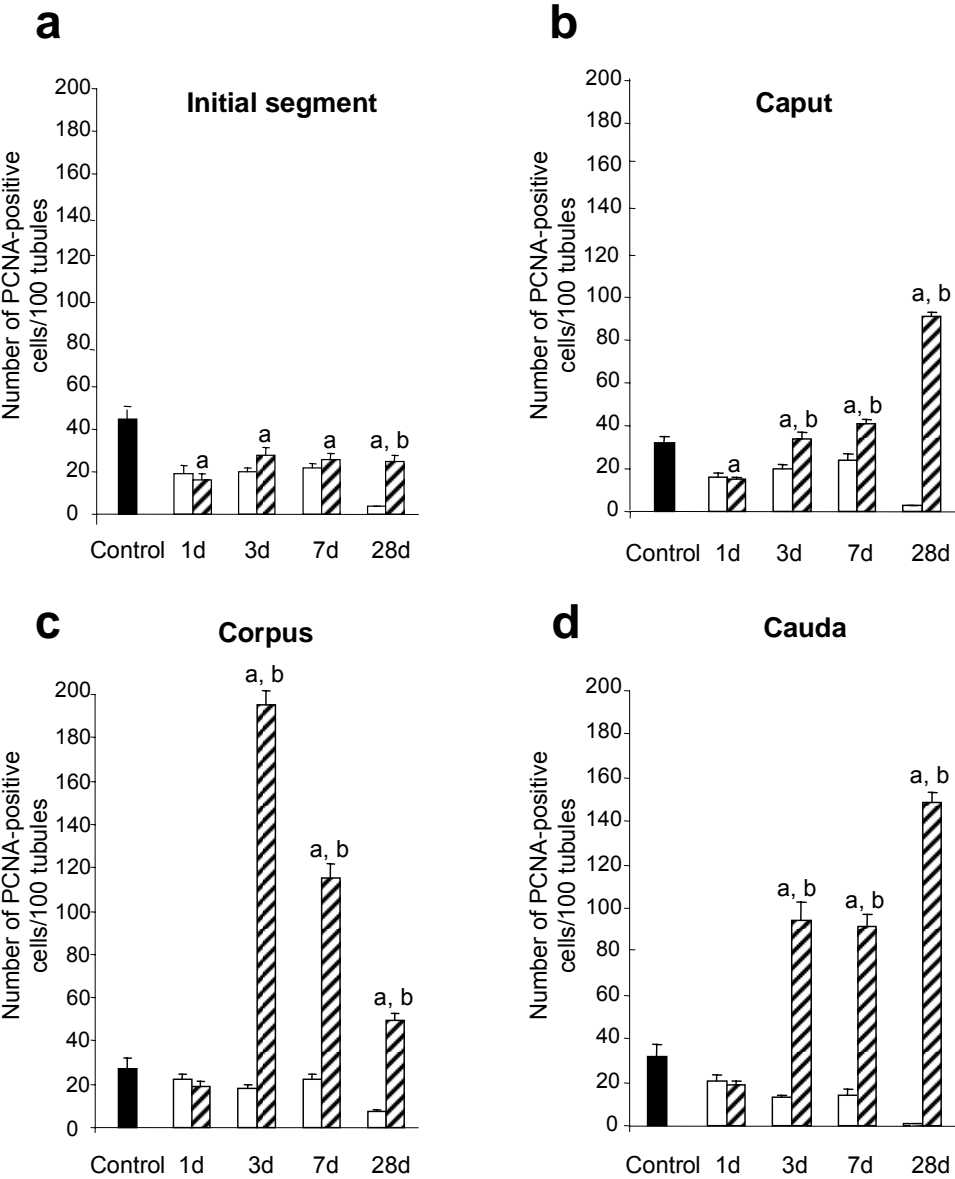 a
Initial segment
Number of PCNA-positive
cells/100 tubules
200
180
160
140
120
100
80
60
40
20
0
a
a
a
a, b
Control 1d 3d 7d 28d
b
Caput
Number of PCNA-positive
cells/100 tubules
200
180
160
140
120
100
80
60
40
20
0
a
a, b
a, b
a, b
Control 1d 3d 7d 28d
c
Corpus
Number of PCNA-positive
cells/100 tubules
200
180
160
140
120
100
80
60
40
20
0
a, b
a, b
a, b
Control 1d 3d 7d 28d
d
Cauda
Number of PCNA-positive
cells/100 tubules
200
180
160
140
120
100
80
60
40
20
0
a, b
a, b
a, b
Control 1d 3d 7d 28d